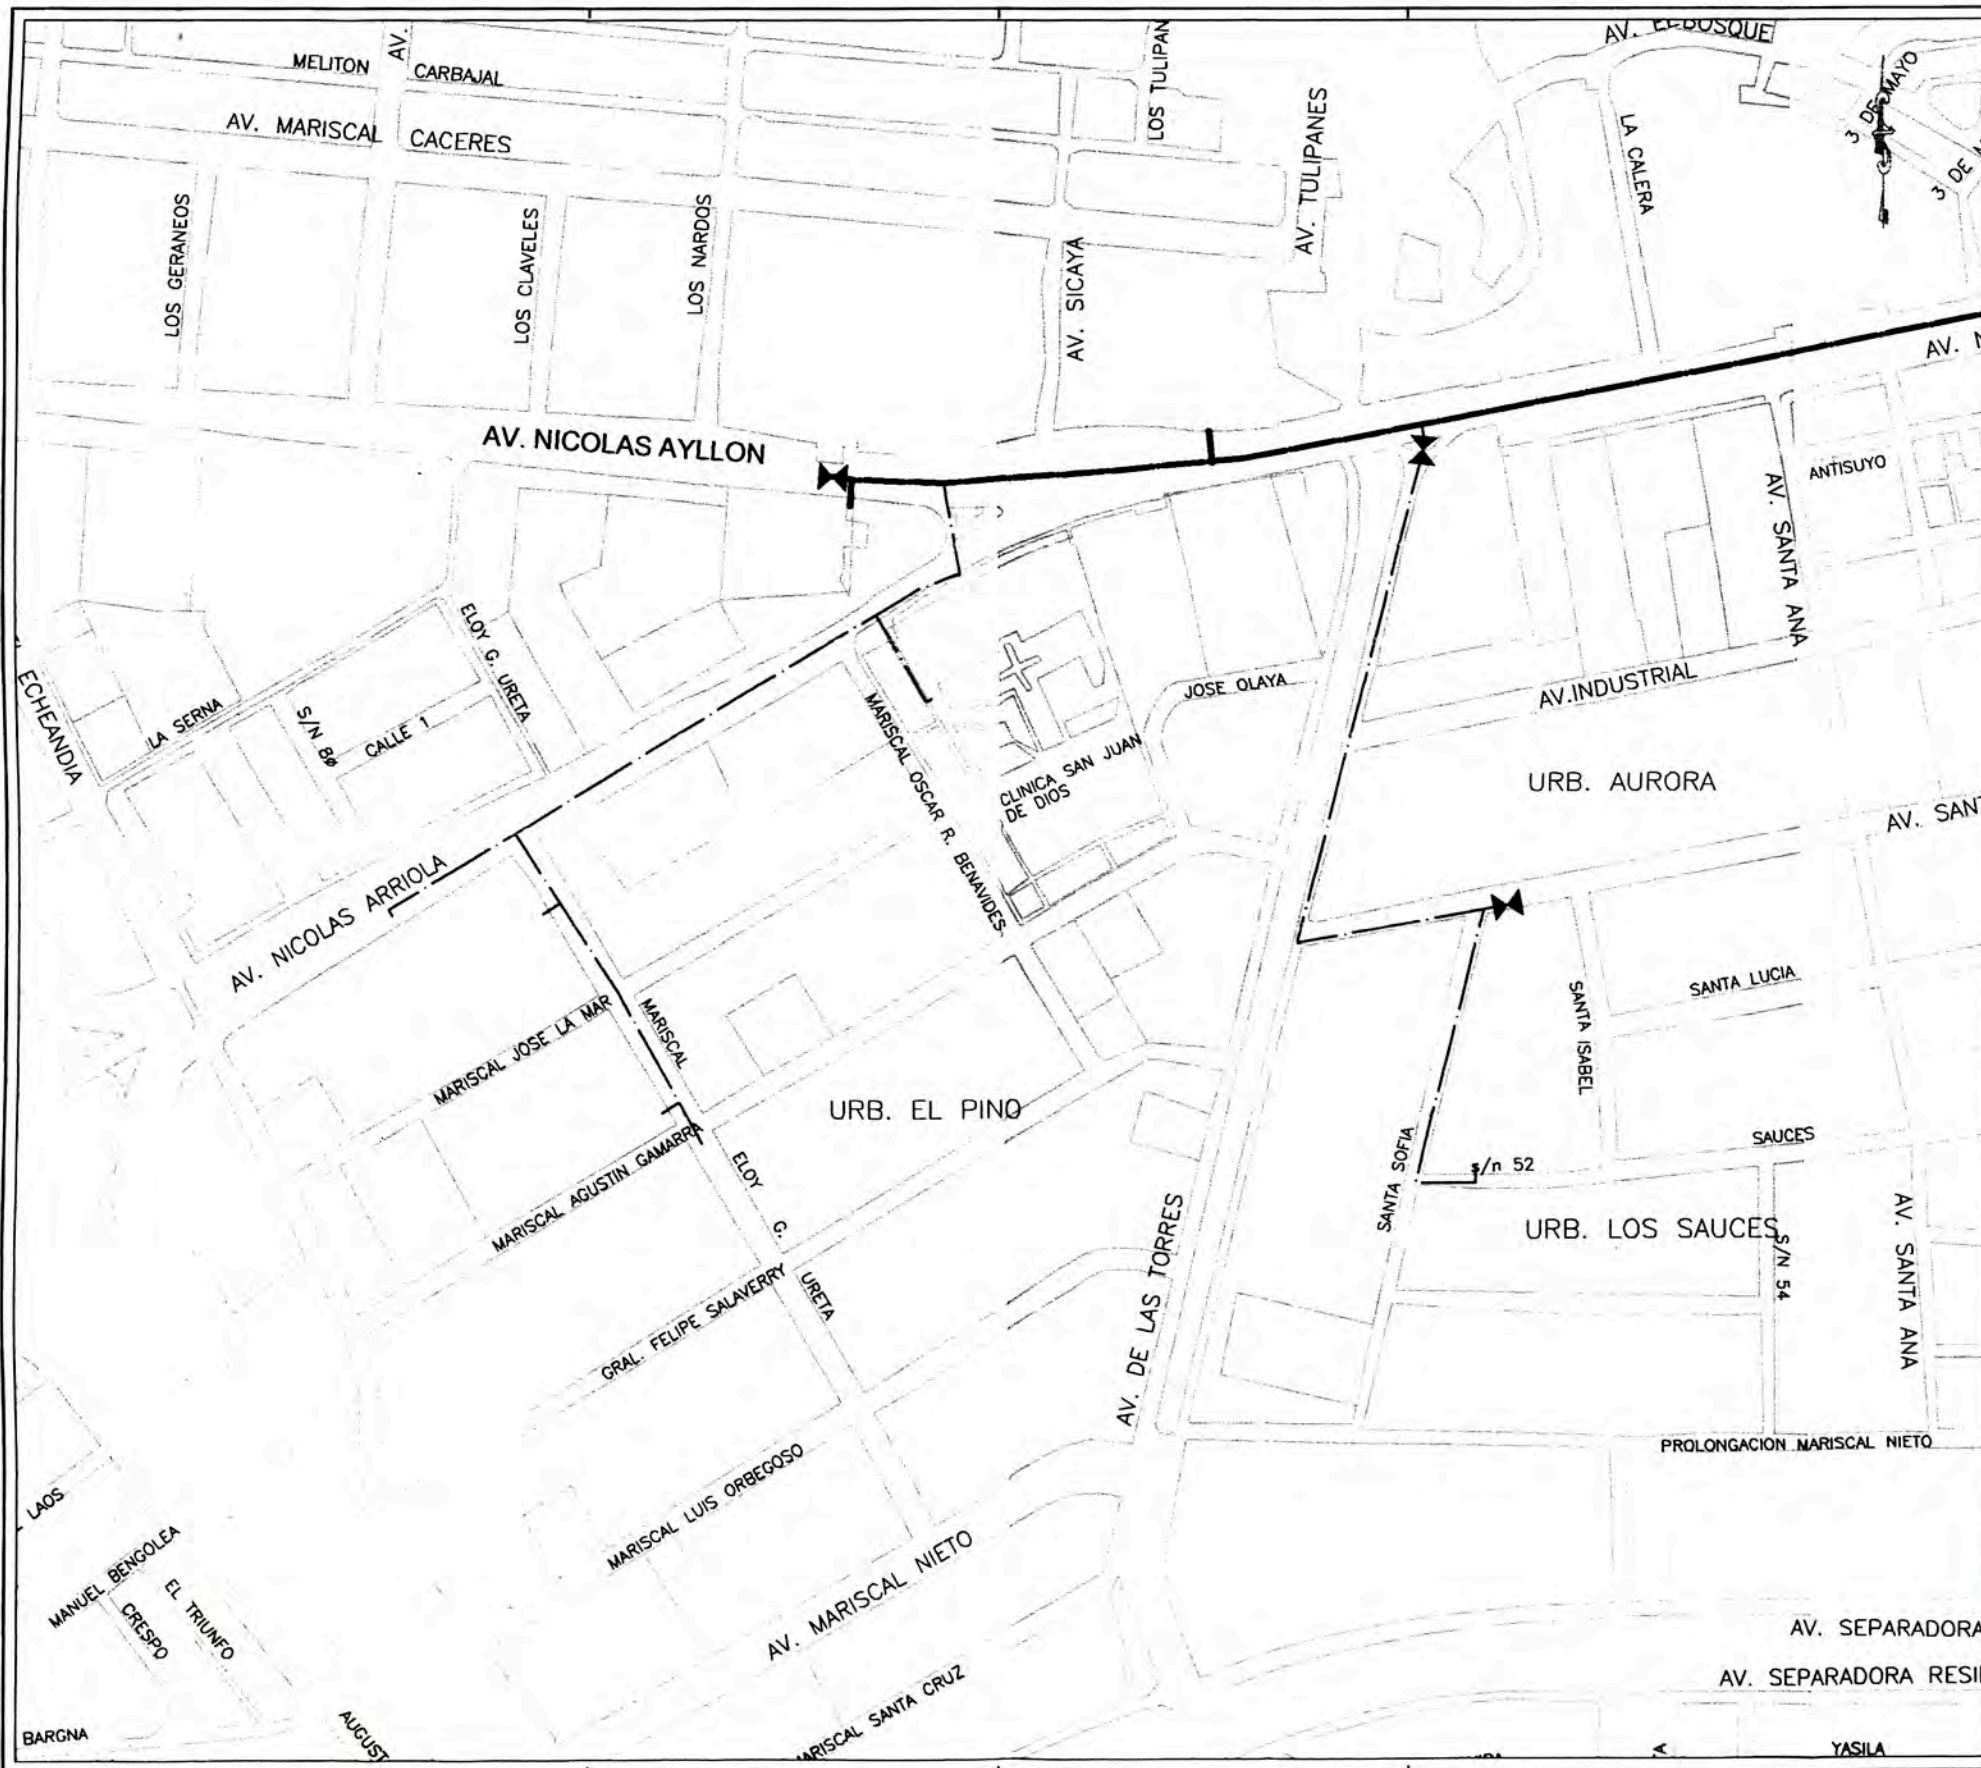 AV. EL BOSQUE
AV.
MELITON CARBAJAL
LOS TULIPAN
3 DE MAYO
AV. MARISCAL CACERES
AV. TULIPANES
LA CALERA
3 DE
LOS GERANEOS
LOS CLAVELES
LOS NARDOS
AV. SICAYA
AV. N
AV. NICOLAS AYLLON
ANTISUYO
AV. SANTA ANA
ECHEANDIA
LA SERNA
S/N 80
CALLE 1
ELOY G. URETA
MARISCAL OSCAR R. BENAVIDES
JOSE OLAYA
AV.INDUSTRIAL
CLINICA SAN JUAN
DE DIOS
URB. AURORA
AV. SANT
AV. NICOLAS ARRIOLA
SANTA LUCIA
SANTA ISABEL
MARISCAL JOSE LA MAR
MARISCAL ELOY G. URETA
URB. EL PINO
SAUCES
s/n 52
SANTA SOFIA
MARISCAL AGUSTIN GAMARRA
URB. LOS SAUCES
S/N 54
AV. SANTA ANA
AV. DE LAS TORRES
GRAL. FELIPE SALAVERRY
PROLONGACION MARISCAL NIETO
LAOS
MARISCAL LUIS ORBEGOSO
MANUEL BENGOLEA
CRESPO
EL TRIUNFO
AV. MARISCAL NIETO
AV. SEPARADORA
AV. SEPARADORA RESI
MARISCAL SANTA CRUZ
BARGNA
AUGUST
YASILA